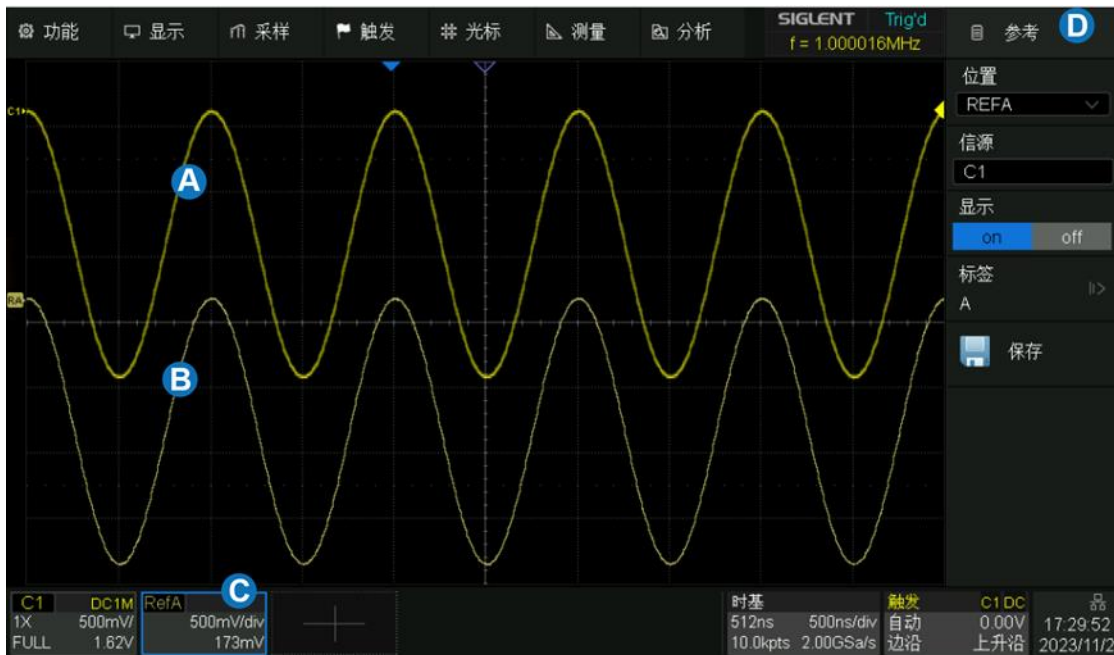 功能 显示 采样 触发 光标 测量 分析
SIGLENT Trig'd
f = 1.000016MHz
参考 D
位置
REFA
信源
C1
显示
on off
标签
A
保存
C1
A
RA
B
C
C1 DC1M
1X 500mV/
FULL 1.62V
RefA
500mV/div
173mV
时基
512ns 500ns/div
10.0kpts 2.00GSa/s
触发 C1 DC
自动 0.00V
边沿 上升沿
17:29:52
2023/11/2